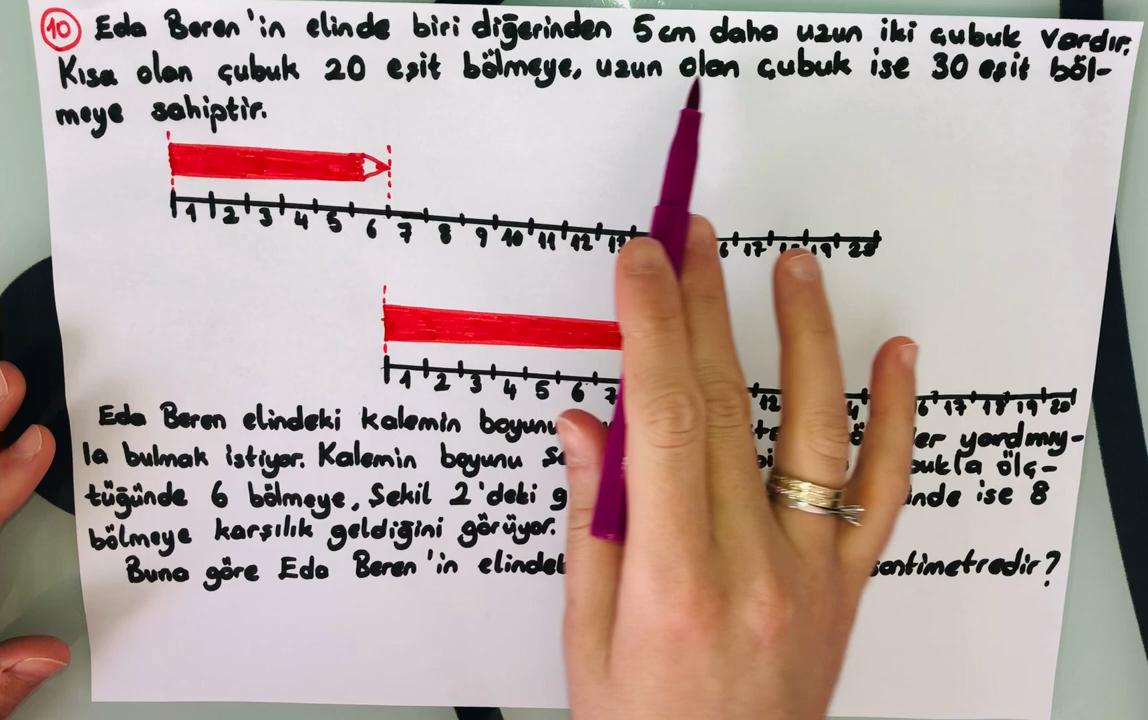 10 Eda Beren'in elinde biri diğerinden 5 cm daha uzun iki çubuk vardır.
Kısa olan çubuk 20 eşit bölmeye, uzun olan çubuk ise 30 eşit böl-
meye sahiptir.
1 2 3 4 5 6 7 8 9 10 11 12 17 19 20
1 2 3 4 5 6 7 12 17 18 19 20
Eda Beren elindeki kalemin boyunu yardmıy-
la bulmak istiyor. Kalemin boyunu ölç-
tüğünde 6 bölmeye, Şekil 2'deki ise 8
bölmeye karşılık geldiğini görüyor.
Buna göre Eda Beren'in santimetredir?